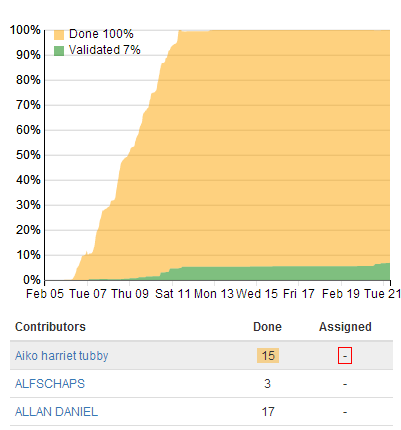 100%
Done 100%
90%
Validated 7%
80%
70%
60%
50%
40%
30%
20%
10%
0%
Feb 05 Tue 07 Thu 09 Sat 11 Mon 13 Wed 15 Fri 17 Feb 19 Tue 21
Contributors Done Assigned
Aiko harriet tubby 15 -
ALFSCHAPS 3 -
ALLAN DANIEL 17 -